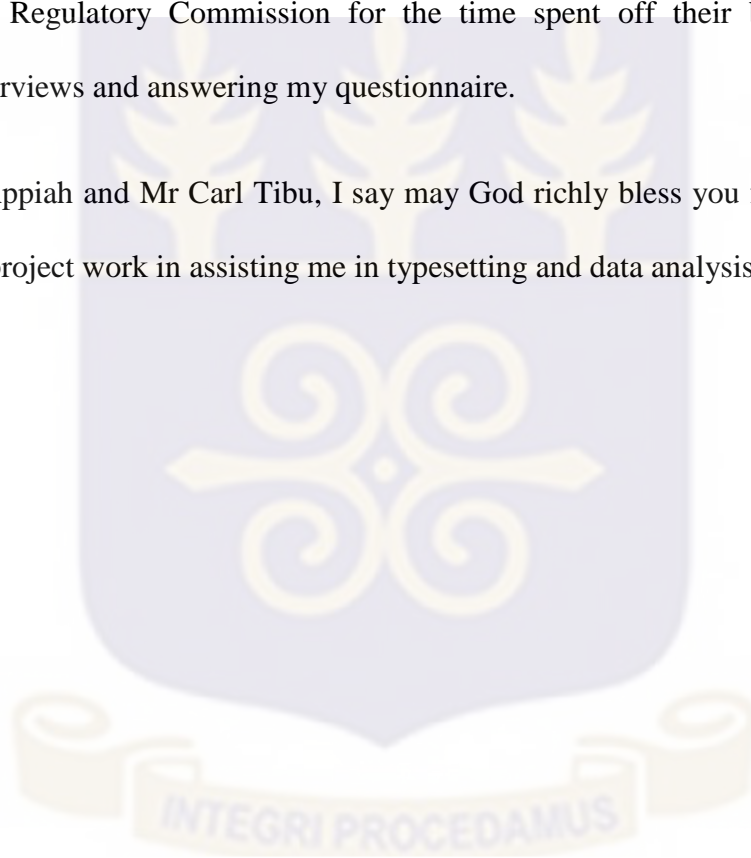 Regulatory Commission for the time spent off their
rviews and answering my questionnaire.
ppiah and Mr Carl Tibu, I say may God richly bless you
project work in assisting me in typesetting and data analysis
INTEGRI PROCEDAMUS